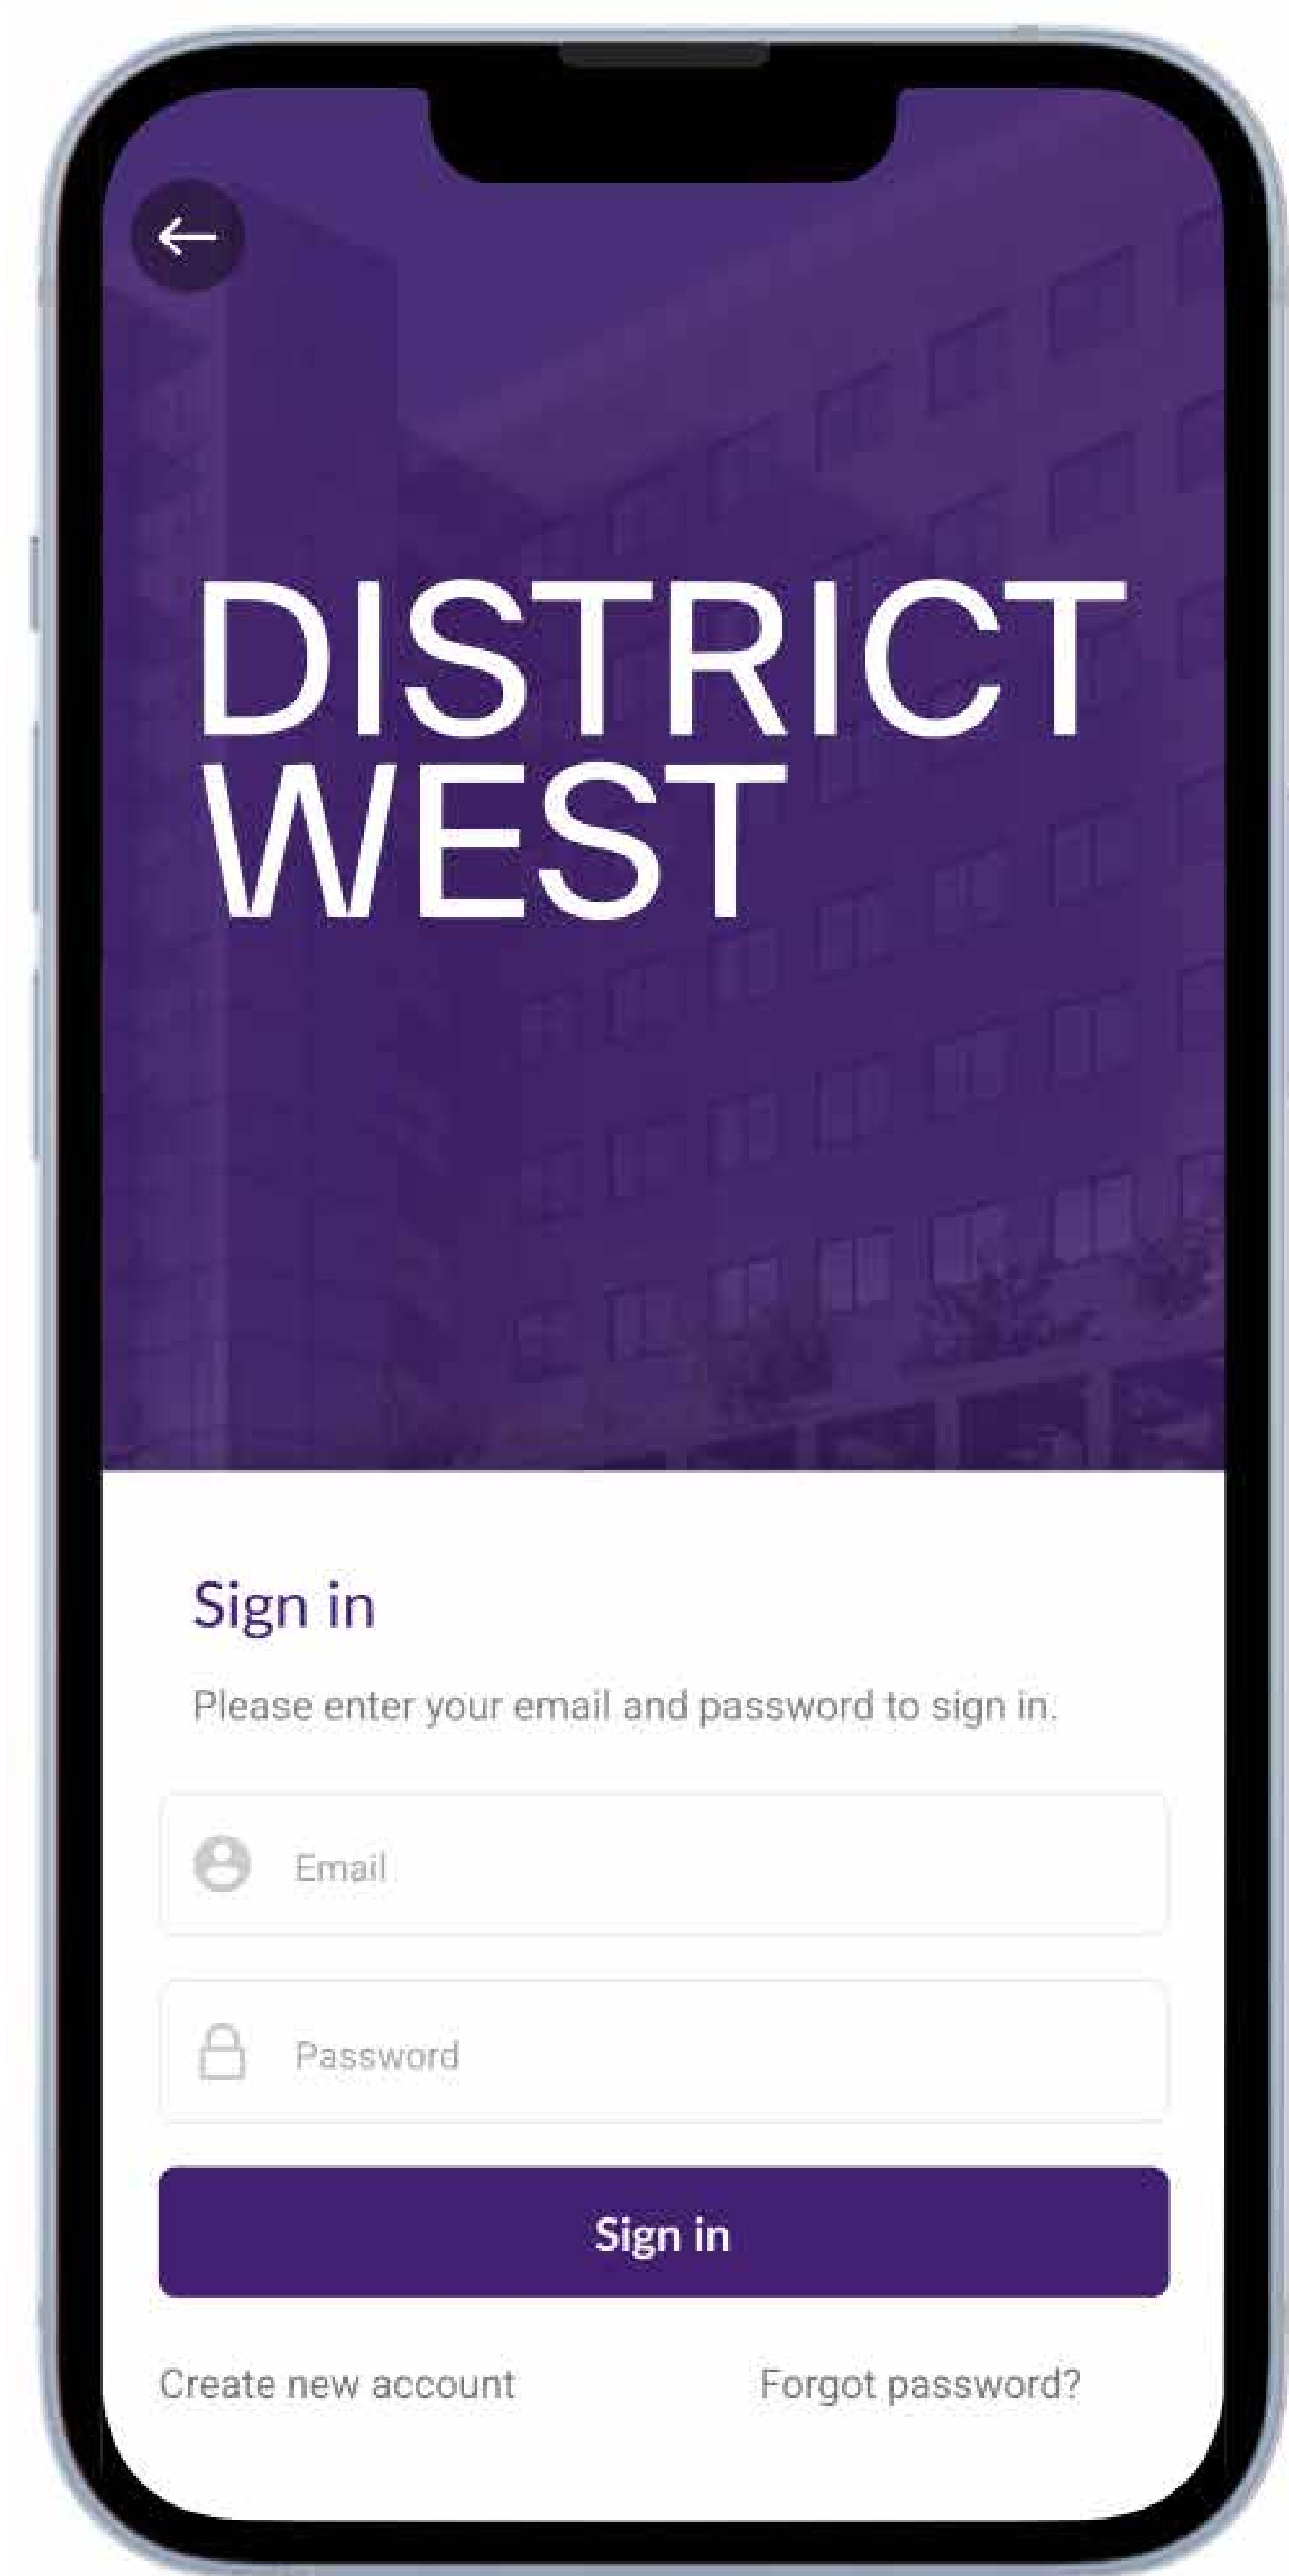 DISTRICT
WEST
Sign in
Please enter your email and password to sign in.
Email
Password
Sign in
Create new account Forgot password?